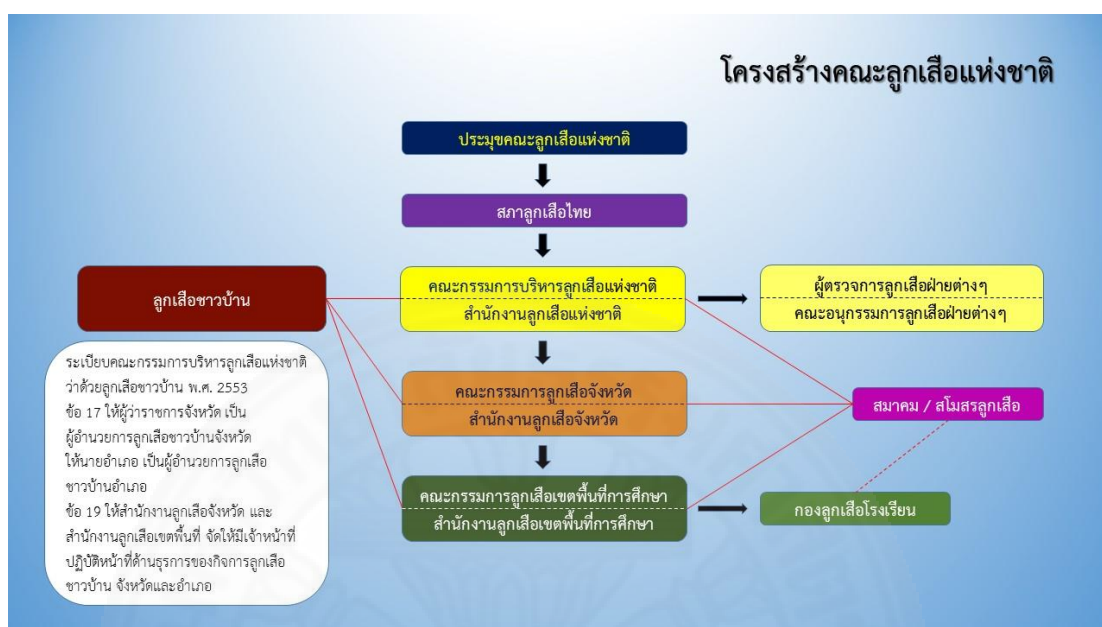 โครงสร้างคณะลูกเสือแห่งชาติ
ประมุขคณะลูกเสือแห่งชาติ
สภาลูกเสือไทย
ลูกเสือชาวบ้าน
คณะกรรมการบริหารลูกเสือแห่งชาติ
สำนักงานลูกเสือแห่งชาติ
ผู้ตรวจการลูกเสือฝ่ายต่างๆ
คณะอนุกรรมการลูกเสือฝ่ายต่างๆ
ระเบียบคณะกรรมการบริหารลูกเสือแห่งชาติ
ว่าด้วยลูกเสือชาวบ้าน พ.ศ. 2553
ข้อ 17 ให้ผู้ว่าราชการจังหวัด เป็น
ผู้อำนวยการลูกเสือชาวบ้านจังหวัด
ให้นายอำเภอ เป็นผู้อำนวยการลูกเสือ
ชาวบ้านอำเภอ
ข้อ 19 ให้สำนักงานลูกเสือจังหวัด และ
สำนักงานลูกเสือเขตพื้นที่ จัดให้มีเจ้าหน้าที่
ปฏิบัติหน้าที่ด้านธุรการของกิจการลูกเสือ
ชาวบ้าน จังหวัดและอำเภอ
คณะกรรมการลูกเสือจังหวัด
สำนักงานลูกเสือจังหวัด
สมาคม / สโมสรลูกเสือ
คณะกรรมการลูกเสือเขตพื้นที่การศึกษา
สำนักงานลูกเสือเขตพื้นที่การศึกษา
กองลูกเสือโรงเรียน